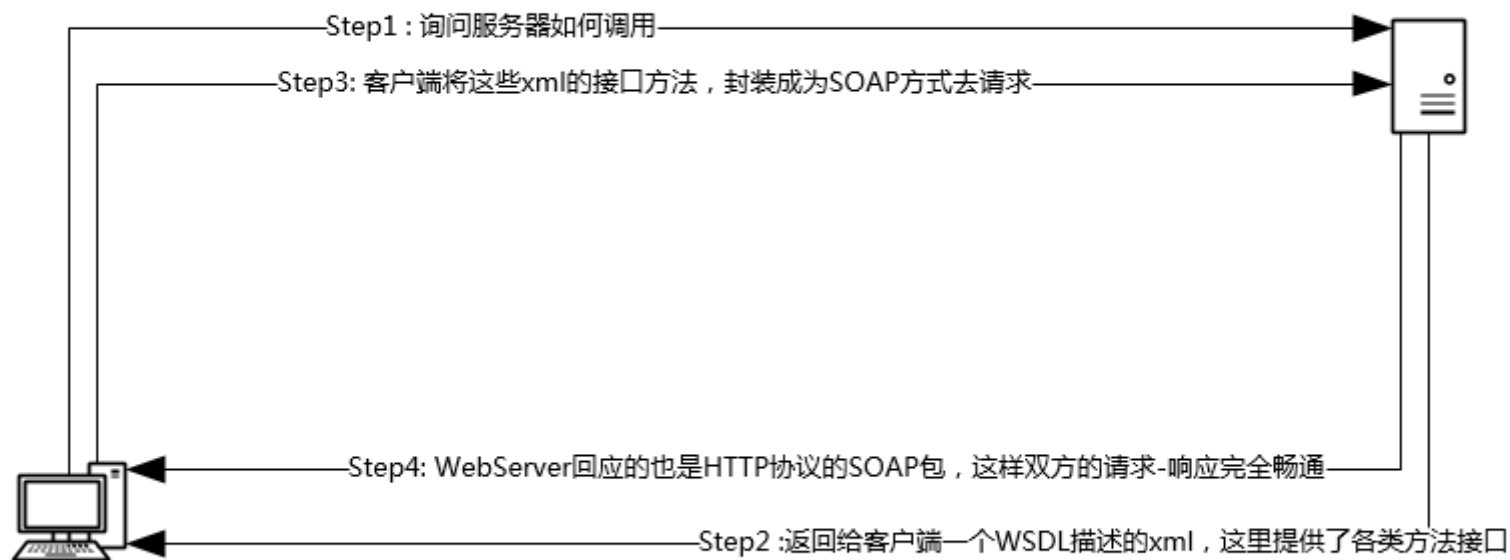 Step1 : 询问服务器如何调用
Step3: 客户端将这些xml的接口方法，封装成为SOAP方式去请求
Step4: WebServer回应的也是HTTP协议的SOAP包，这样双方的请求-响应完全畅通
Step2 :返回给客户端一个WSDL描述的xml，这里提供了各类方法接口